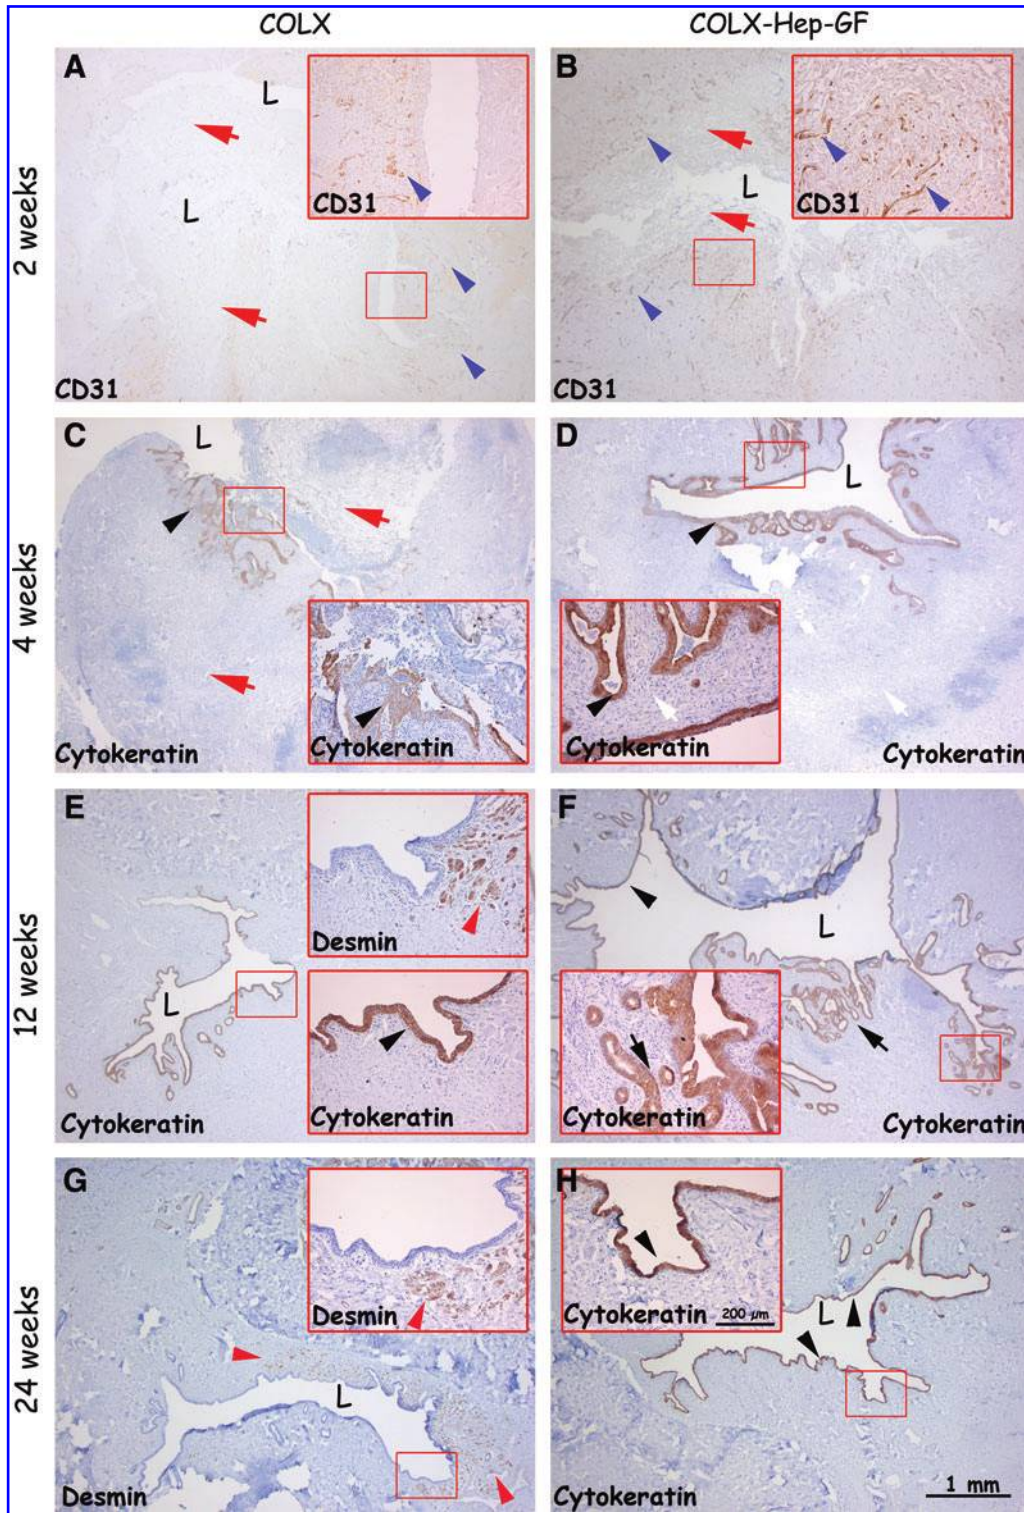 COLX COLX-Hep-GF
2 weeks
A
L
L
CD31
CD31
B
L
CD31
CD31
4 weeks
C
L
Cytokeratin
Cytokeratin
D
L
Cytokeratin
Cytokeratin
12 weeks
E
L
Desmin
Cytokeratin
Cytokeratin
F
L
Cytokeratin
Cytokeratin
24 weeks
G
L
Desmin
Desmin
H
L
Cytokeratin
200 µm
Cytokeratin
1 mm